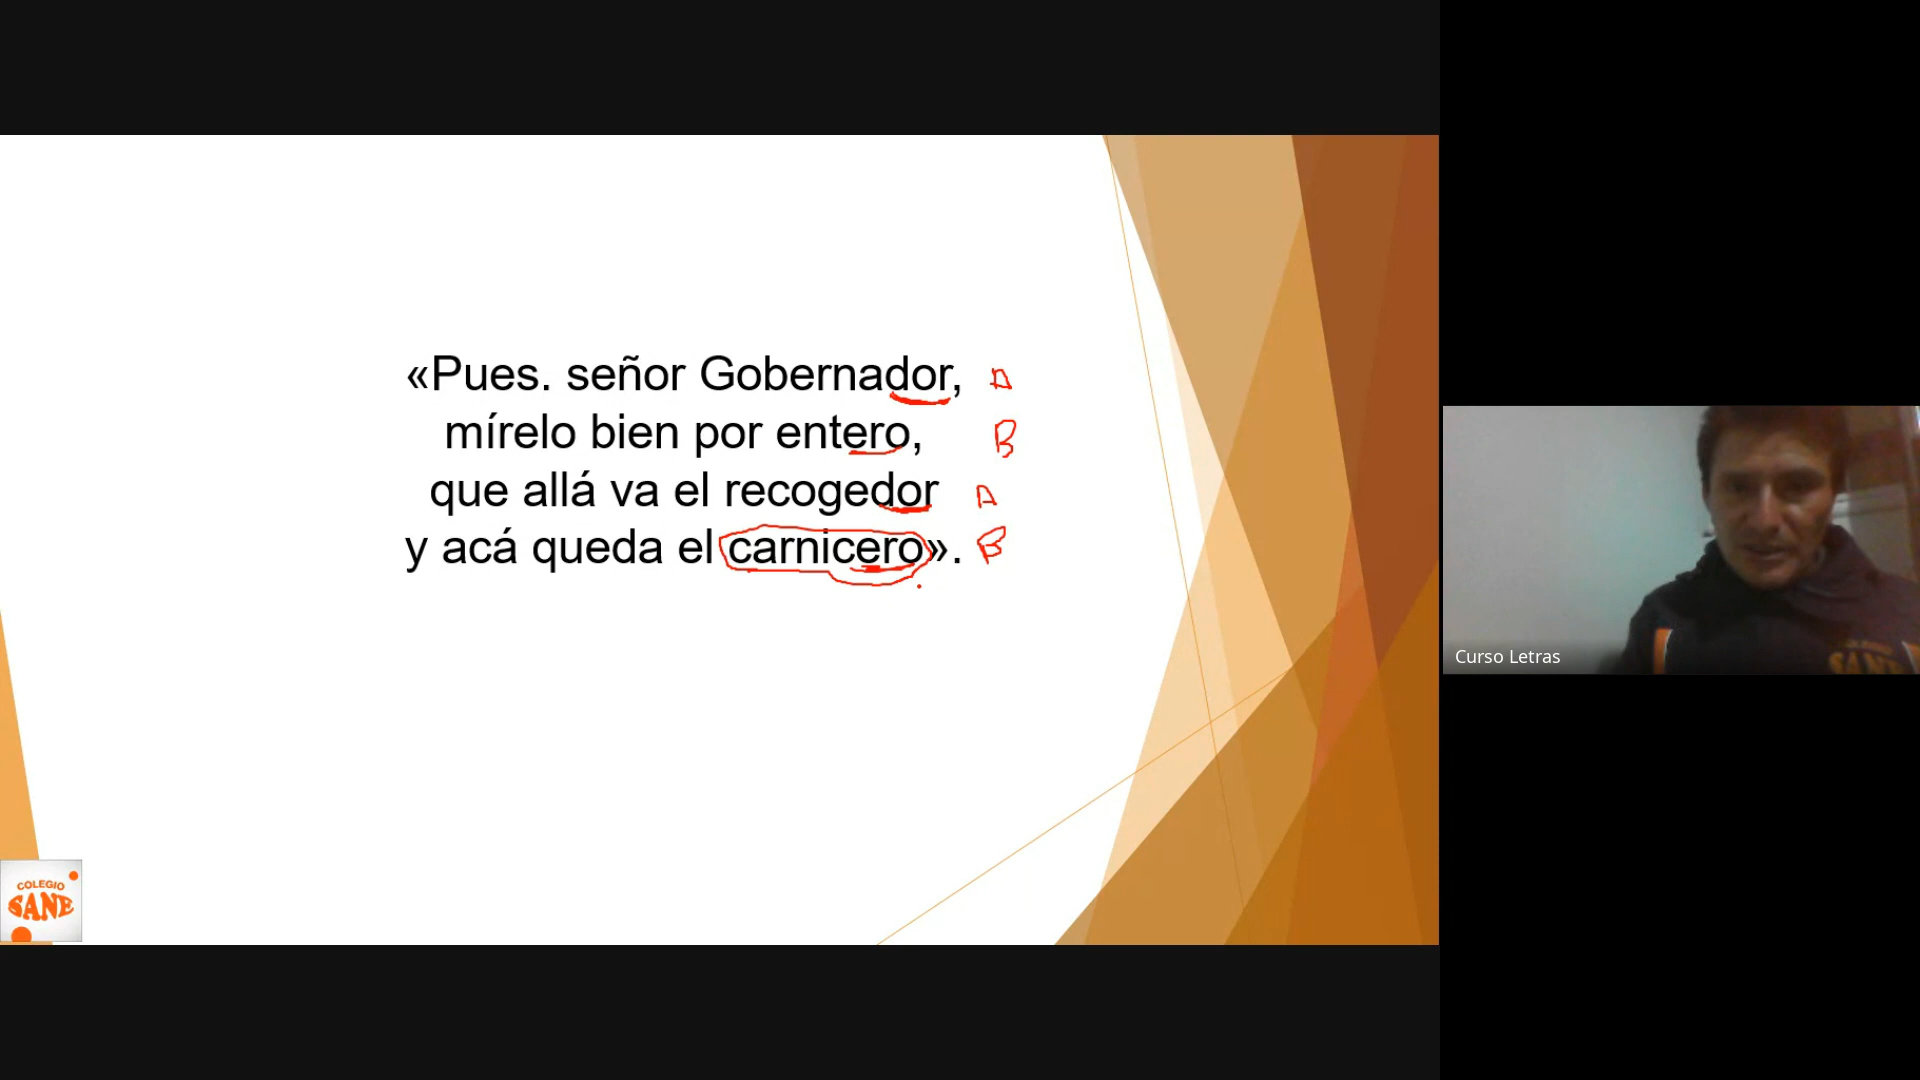 «Pues. señor Gobernador, A
mírelo bien por entero, B
que allá va el recogedor A
y acá queda el carnicero». B
Curso Letras
COLEGIO
SANE
SANE